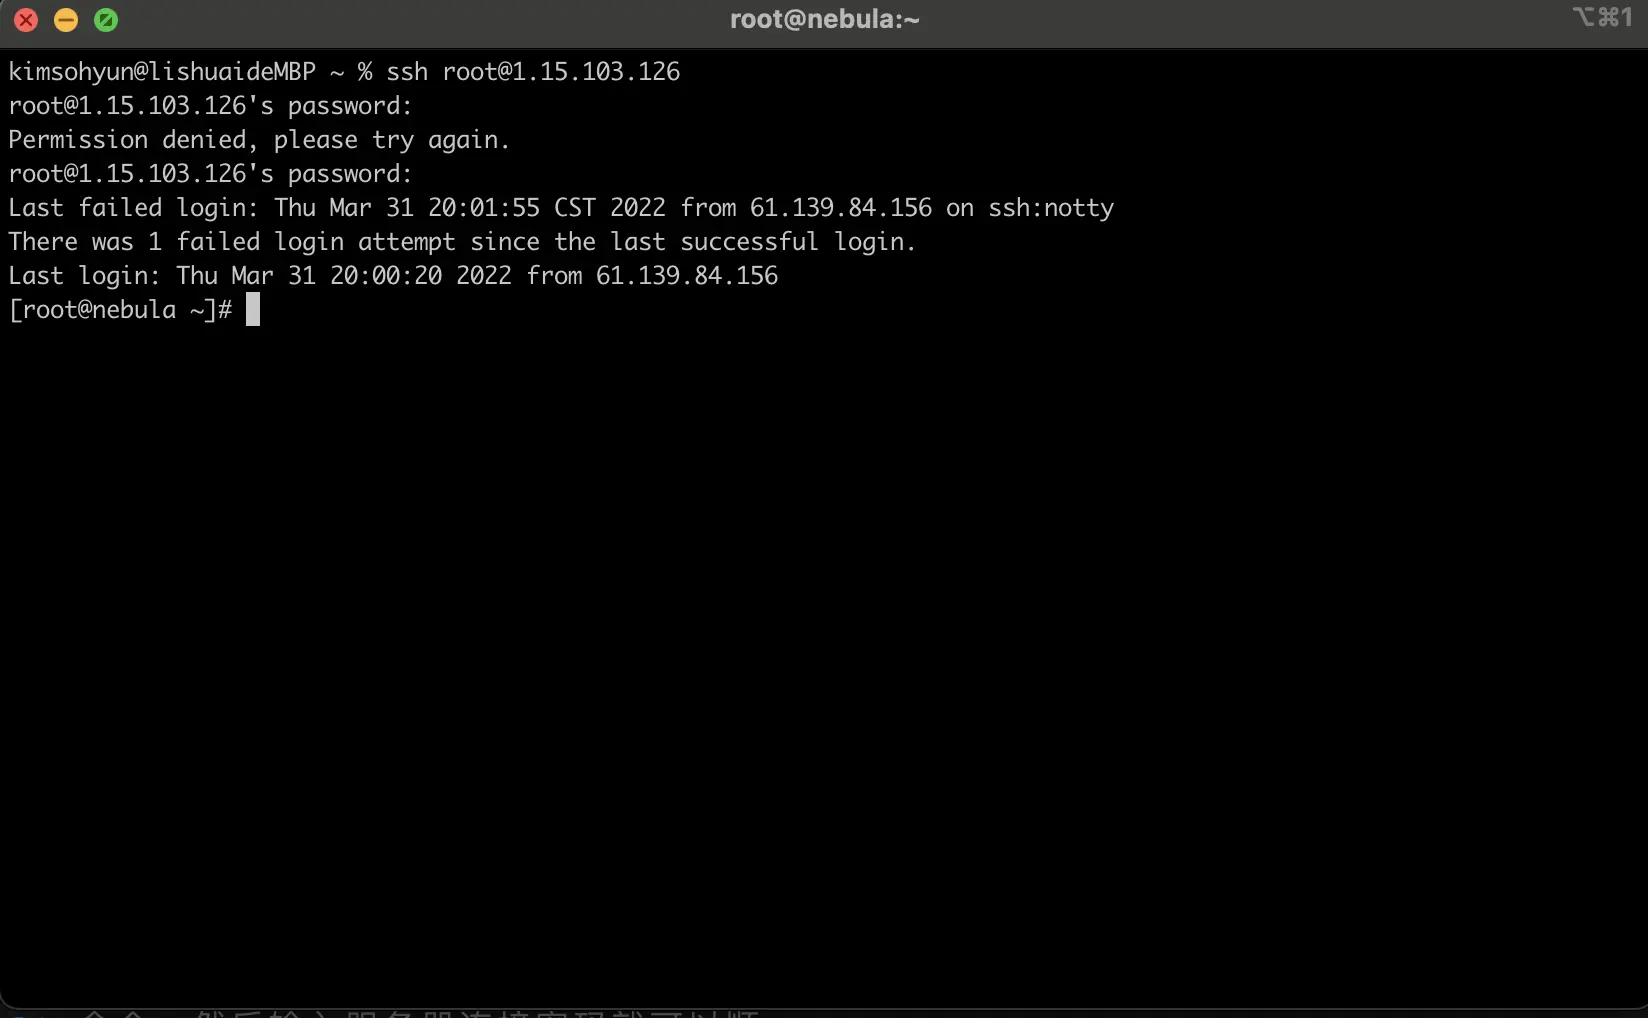 root@nebula:~
⌥⌘1
kimsohyun@lishuaideMBP ~ % ssh root@1.15.103.126
root@1.15.103.126's password:
Permission denied, please try again.
root@1.15.103.126's password:
Last failed login: Thu Mar 31 20:01:55 CST 2022 from 61.139.84.156 on ssh:notty
There was 1 failed login attempt since the last successful login.
Last login: Thu Mar 31 20:00:20 2022 from 61.139.84.156
[root@nebula ~]#